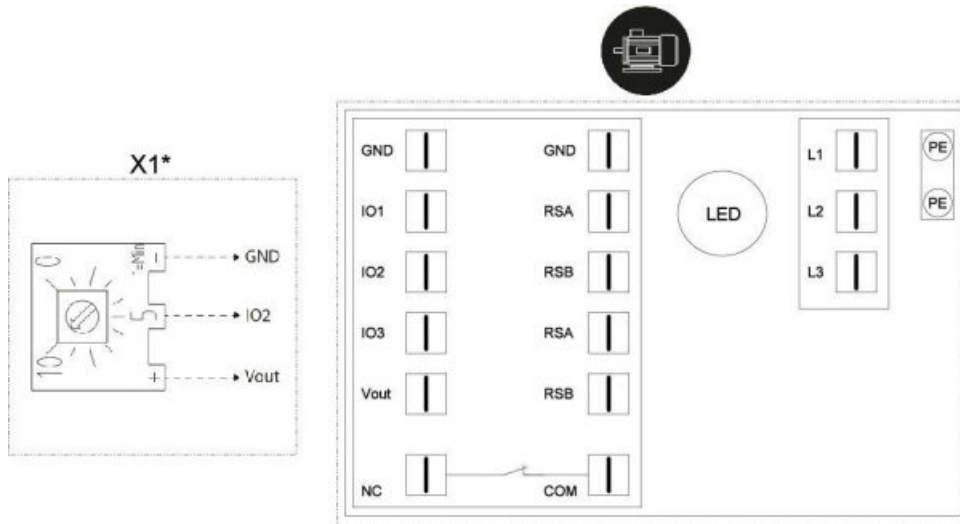 X1*
0
5
10
-
+
*=Min
GND
IO2
Vout
GND
IO1
IO2
IO3
Vout
NC
GND
RSA
RSB
RSA
RSB
COM
LED
L1
L2
L3
PE
PE